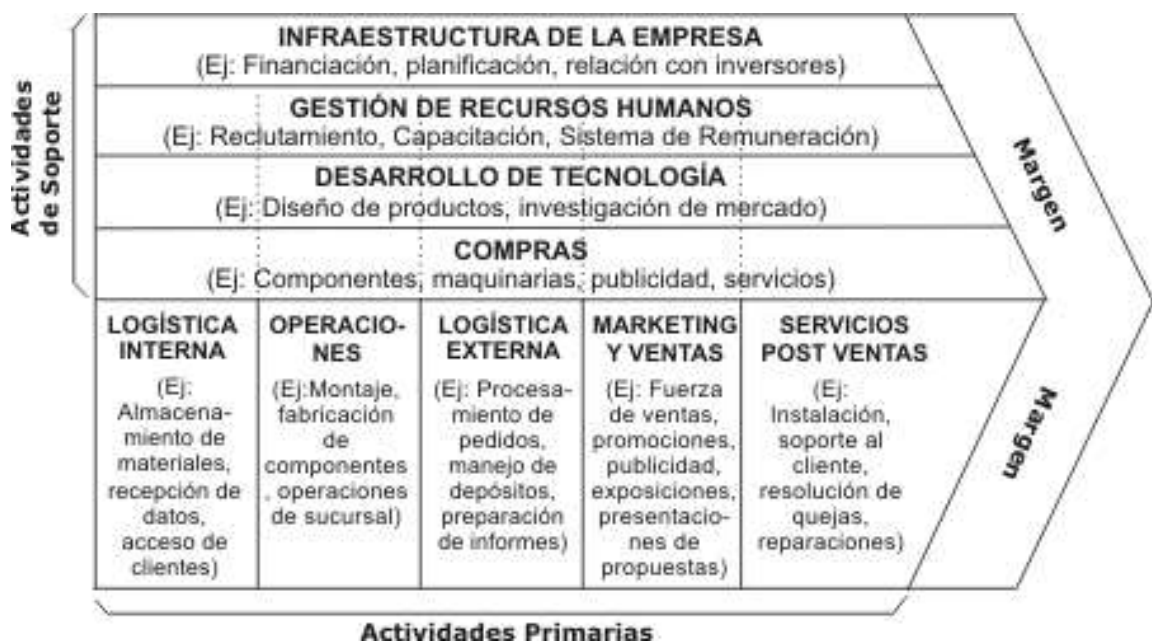 Actividades
de Soporte
INFRAESTRUCTURA DE LA EMPRESA
(Ej: Financiación, planificación, relación con inversores)
GESTIÓN DE RECURSOS HUMANOS
(Ej: Reclutamiento, Capacitación, Sistema de Remuneración)
DESARROLLO DE TECNOLOGÍA
(Ej: Diseño de productos, investigación de mercado)
COMPRAS
(Ej: Componentes, maquinarias, publicidad, servicios)
LOGÍSTICA
INTERNA
(Ej:
Almacena-
miento de
materiales,
recepción de
datos,
acceso de
clientes)
OPERACIO-
NES
(Ej:Montaje,
fabricación
de
componentes
, operaciones
de sucursal)
LOGÍSTICA
EXTERNA
(Ej: Procesa-
miento de
pedidos,
manejo de
depósitos,
preparación
de informes)
MARKETING
Y VENTAS
(Ej: Fuerza
de ventas,
promociones,
publicidad,
exposiciones,
presentacio-
nes de
propuestas)
SERVICIOS
POST VENTAS
(Ej:
Instalación,
soporte al
cliente,
resolución de
quejas,
reparaciones)
Margen
Margen
Actividades Primarias